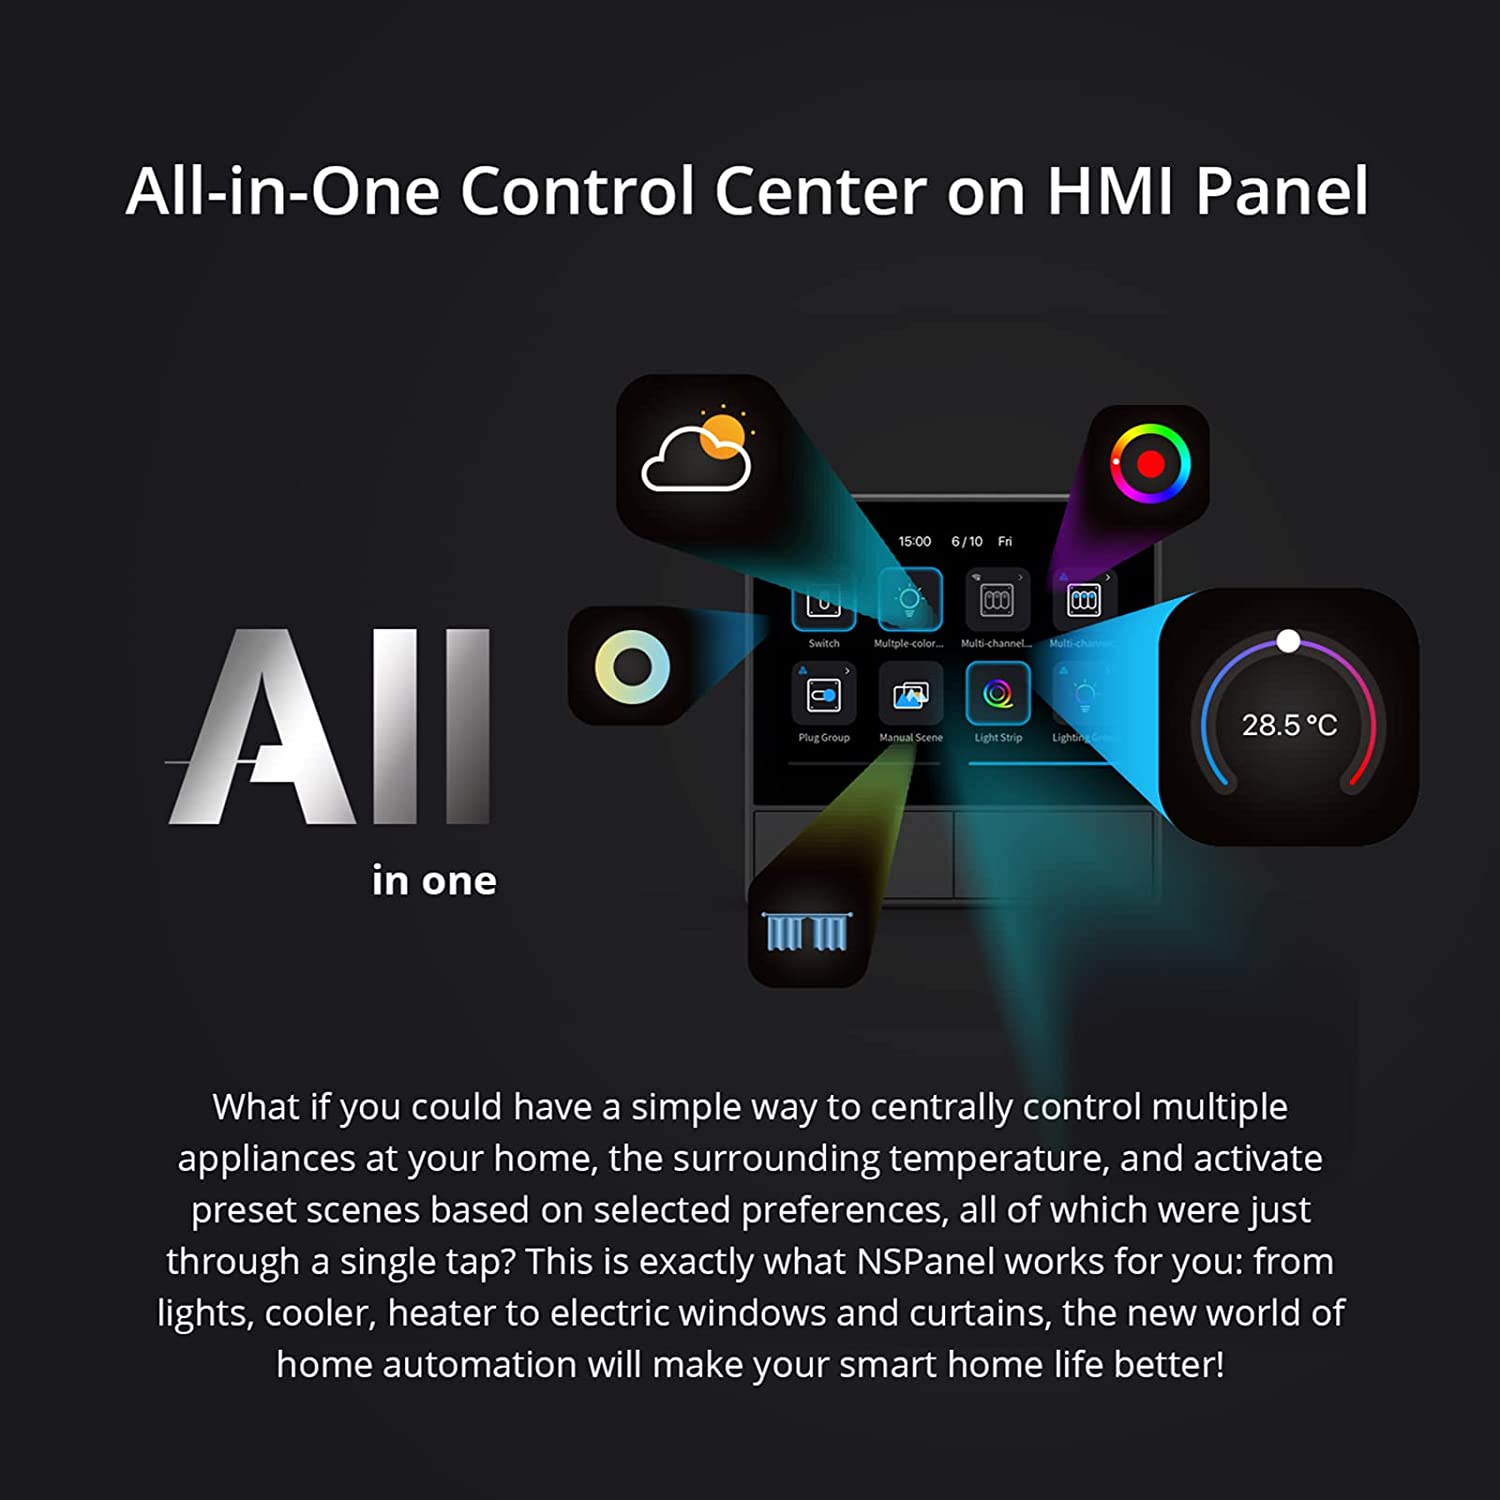 All-in-One Control Center on HMI Panel
15:00 6/10 Fri
Switch Multple-color... Multi-channel... Multi-channel...
Plug Group Manual Scene Light Strip Lighting
28.5 °C
All
in one
What if you could have a simple way to centrally control multiple
appliances at your home, the surrounding temperature, and activate
preset scenes based on selected preferences, all of which were just
through a single tap? This is exactly what NSPanel works for you: from
lights, cooler, heater to electric windows and curtains, the new world of
home automation will make your smart home life better!